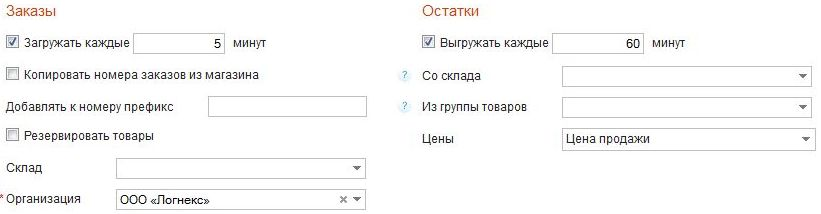 Заказы
Загружать каждые 5 минут
Копировать номера заказов из магазина
Добавлять к номеру префикс
Резервировать товары
Склад
* Организация ООО «Логнекс»
Остатки
Выгружать каждые 60 минут
? Со склада
? Из группы товаров
Цены Цена продажи